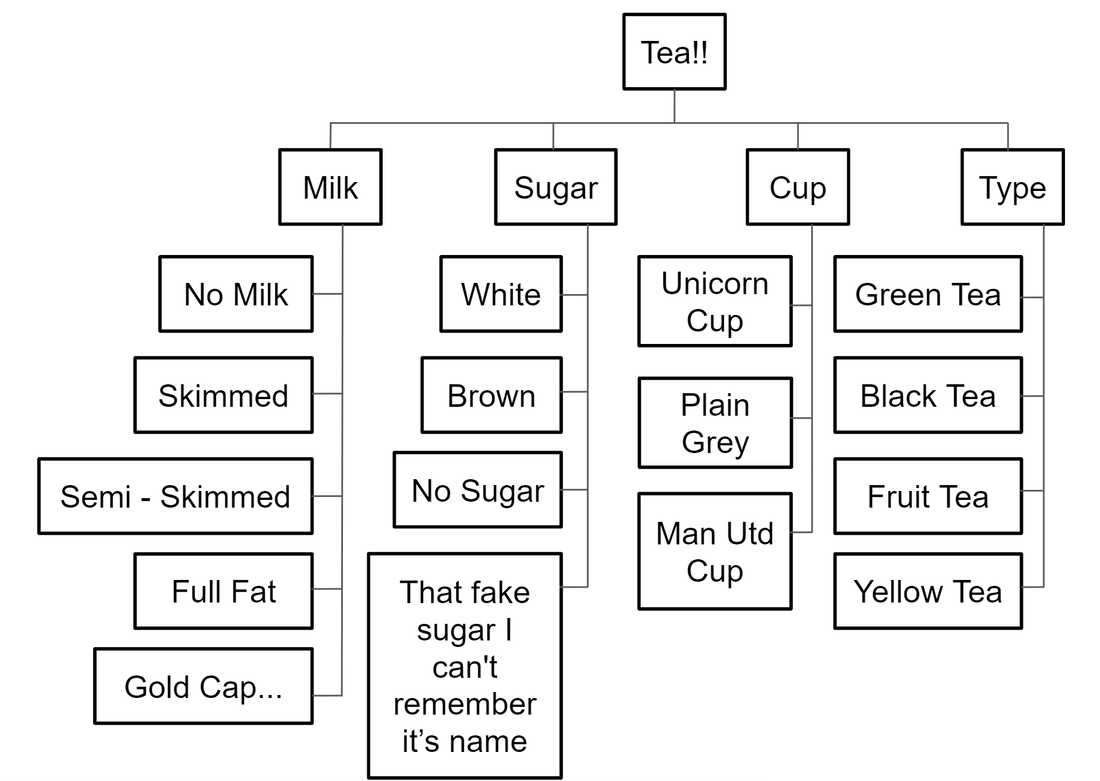 Tea!!
Milk
Sugar
Cup
Type
No Milk
Skimmed
Semi - Skimmed
Full Fat
Gold Cap...
White
Brown
No Sugar
That fake
sugar I
can't
remember
it’s name
Unicorn
Cup
Plain
Grey
Man Utd
Cup
Green Tea
Black Tea
Fruit Tea
Yellow Tea